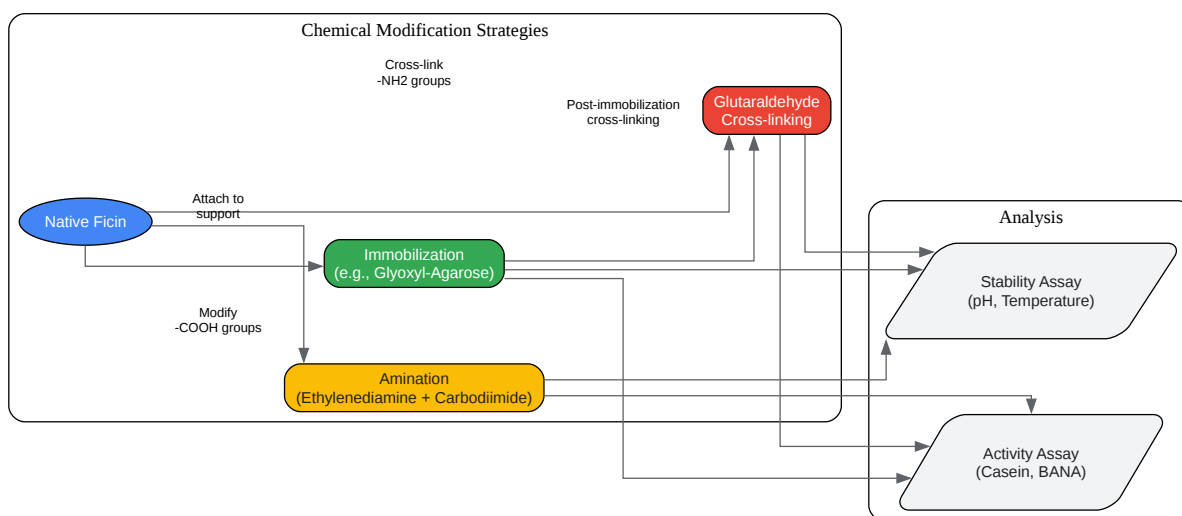 Chemical Modification Strategies
Cross-link
-NH2 groups
Post-immobilization
cross-linking
Glutaraldehyde
Cross-linking
Attach to
support
Native Ficin
Analysis
Immobilization
(e.g., Glyoxyl-Agarose)
Stability Assay
(pH, Temperature)
Modify
-COOH groups
Amination
(Ethylenediamine + Carbodiimide)
Activity Assay
(Casein, BANA)